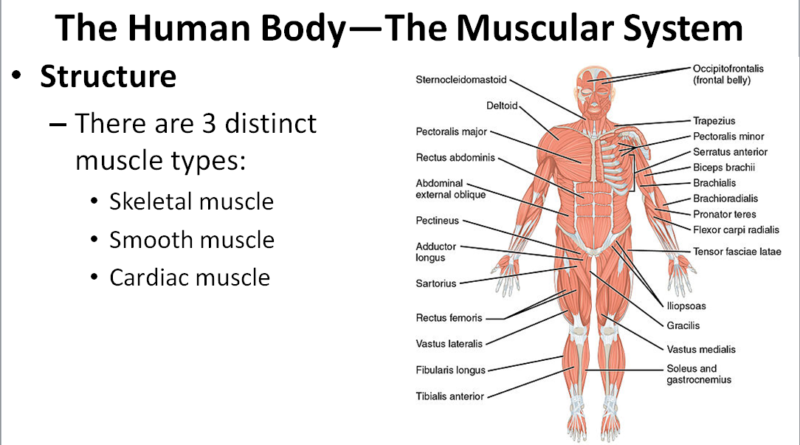 The Human Body—The Muscular System
• Structure
– There are 3 distinct
muscle types:
• Skeletal muscle
• Smooth muscle
• Cardiac muscle
Sternocleidomastoid
Deltoid
Pectoralis major
Rectus abdominis
Abdominal
external oblique
Pectineus
Adductor
longus
Sartorius
Rectus femoris
Vastus lateralis
Fibularis longus
Tibialis anterior
Occipitofrontalis
(frontal belly)
Trapezius
Pectoralis minor
Serratus anterior
Biceps brachii
Brachialis
Brachioradialis
Pronator teres
Flexor carpi radialis
Tensor fasciae latae
Iliopsoas
Gracilis
Vastus medialis
Soleus and
gastrocnemius